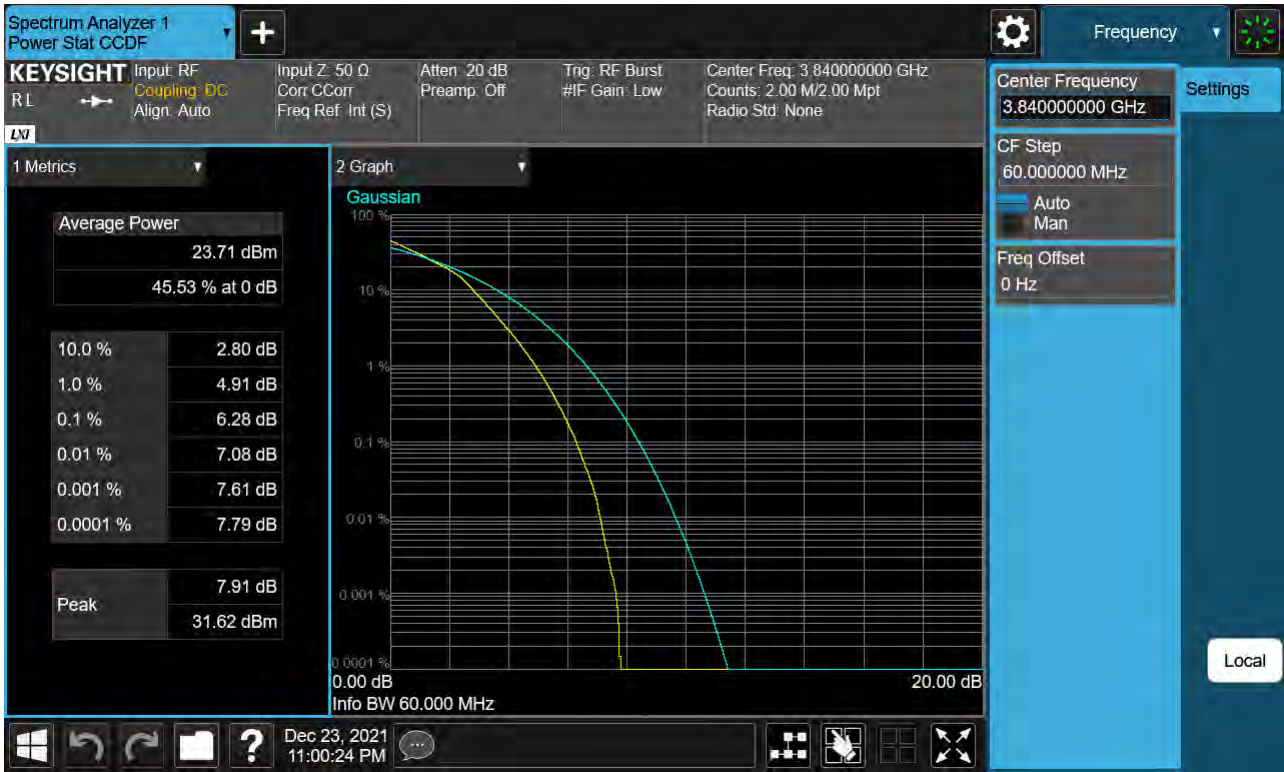 Spectrum Analyzer 1
Power Stat CCDF
+
Frequency
KEYSIGHT
RL
LXI
Input: RF
Coupling: DC
Align: Auto
Input Z: 50 Ω
Corr CCorr
Freq Ref: Int (S)
Atten: 20 dB
Preamp: Off
Trig: RF Burst
#IF Gain: Low
Center Freq: 3.840000000 GHz
Counts: 2.00 M/2.00 Mpt
Radio Std: None
Center Frequency
3.840000000 GHz
Settings
CF Step
60.000000 MHz
Auto
Man
Freq Offset
0 Hz
1 Metrics
Average Power
23.71 dBm
45.53 % at 0 dB
10.0 % 2.80 dB
1.0 % 4.91 dB
0.1 % 6.28 dB
0.01 % 7.08 dB
0.001 % 7.61 dB
0.0001 % 7.79 dB
Peak
7.91 dB
31.62 dBm
2 Graph
Gaussian
100 %
10 %
1 %
0.1 %
0.01 %
0.001 %
0.0001 %
0.00 dB
20.00 dB
Info BW 60.000 MHz
Local
?
Dec 23, 2021
11:00:24 PM